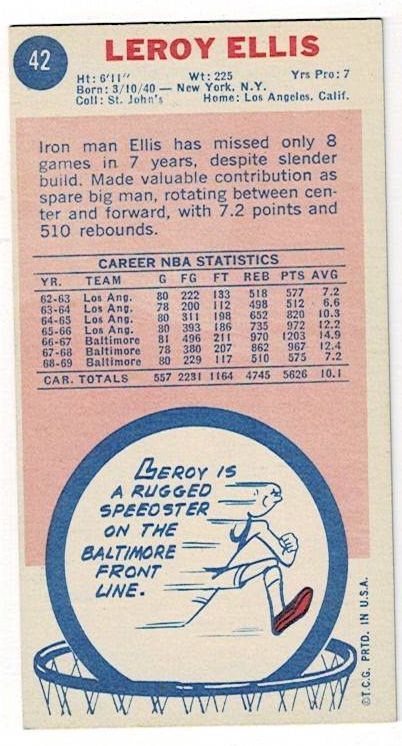 42
LEROY ELLIS
Ht: 6'11" Wt: 225 Yrs Pro: 7
Born: 3/10/40 — New York, N.Y.
Coll: St. John's Home: Los Angeles, Calif.
Iron man Ellis has missed only 8
games in 7 years, despite slender
build. Made valuable contribution as
spare big man, rotating between cen-
ter and forward, with 7.2 points and
510 rebounds.
CAREER NBA STATISTICS
YR. TEAM G FG FT REB PTS AVG
62-63 Los Ang. 80 222 133 518 577 7.2
63-64 Los Ang. 78 200 112 498 512 6.6
64-65 Los Ang. 80 311 198 652 820 10.3
65-66 Los Ang. 80 393 186 735 972 12.2
66-67 Baltimore 81 496 211 970 1203 14.9
67-68 Baltimore 78 380 207 862 967 12.4
68-69 Baltimore 80 229 117 510 575 7.2
CAR. TOTALS 557 2231 1164 4745 5626 10.1
LEROY IS
A RUGGED
SPEEDSTER
ON THE
BALTIMORE
FRONT
LINE.
©T.C.G. PRTD. IN U.S.A.